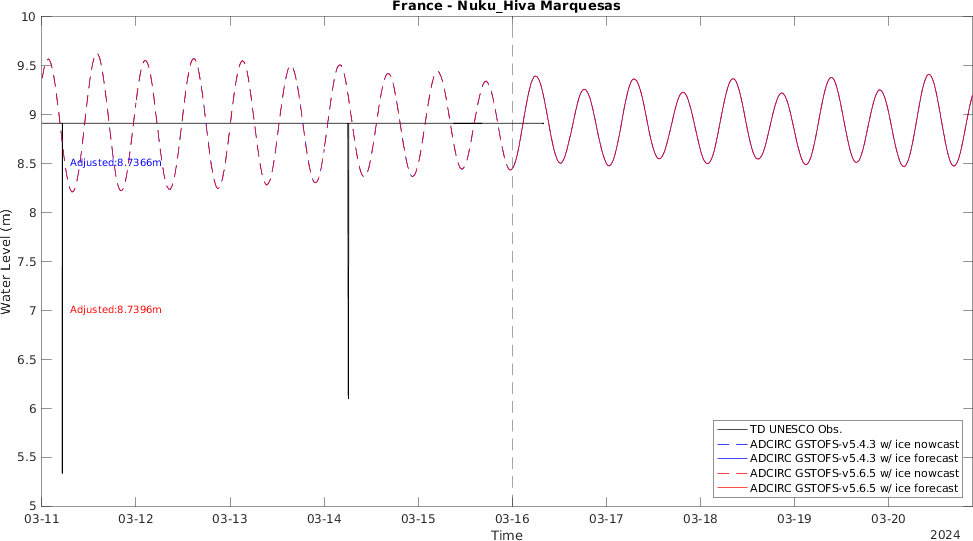 France - Nuku_Hiva Marquesas
10
9.5
9
8.5
8
7.5
7
6.5
6
5.5
5
Water Level (m)
Adjusted:8.7366m
Adjusted:8.7396m
TD UNESCO Obs.
ADCIRC GSTOFS-v5.4.3 w/ ice nowcast
ADCIRC GSTOFS-v5.4.3 w/ ice forecast
ADCIRC GSTOFS-v5.6.5 w/ ice nowcast
ADCIRC GSTOFS-v5.6.5 w/ ice forecast
03-11 03-12 03-13 03-14 03-15 03-16 03-17 03-18 03-19 03-20
Time
2024